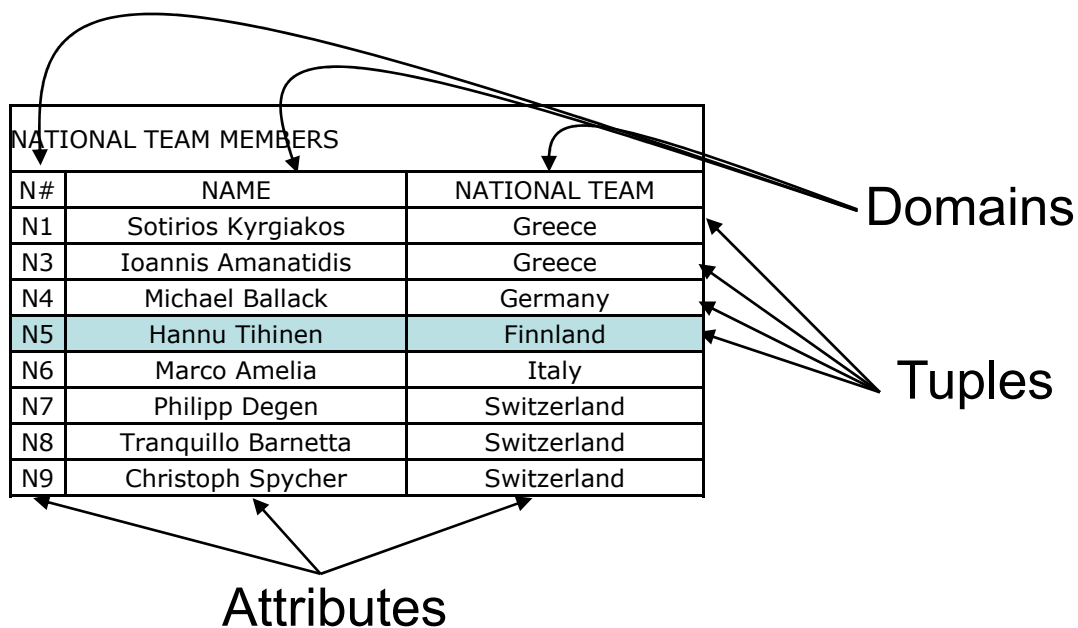 NATIONAL TEAM MEMBERS
N# NAME NATIONAL TEAM
N1 Sotirios Kyrgiakos Greece
N3 Ioannis Amanatidis Greece
N4 Michael Ballack Germany
N5 Hannu Tihinen Finnland
N6 Marco Amelia Italy
N7 Philipp Degen Switzerland
N8 Tranquillo Barnetta Switzerland
N9 Christoph Spycher Switzerland
Domains
Tuples
Attributes